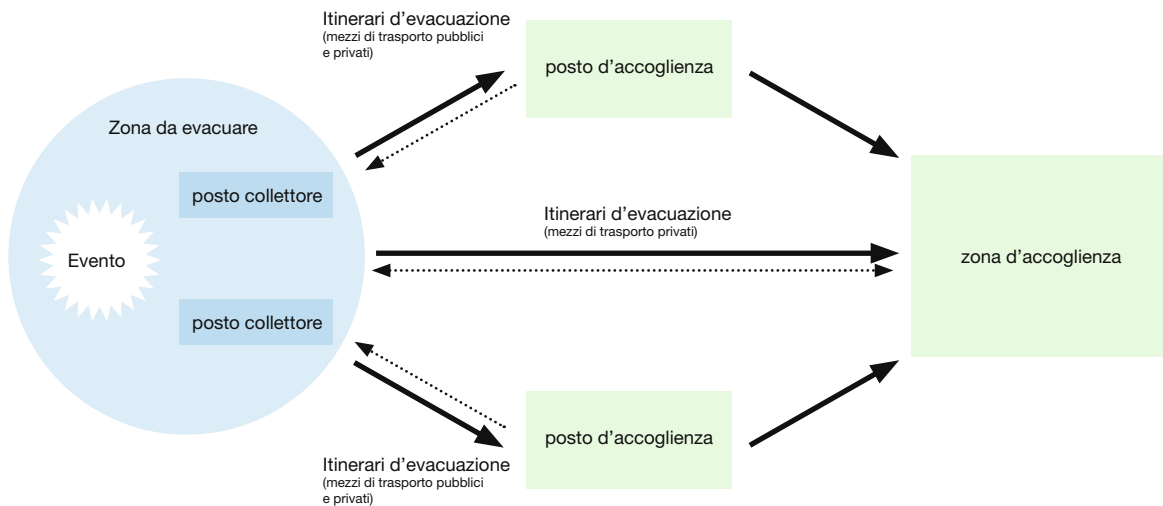 Itinerari d’evacuazione
(mezzi di trasporto pubblici
e privati)
posto d’accoglienza
Zona da evacuare
posto collettore
Itinerari d’evacuazione
(mezzi di trasporto privati)
Evento
zona d’accoglienza
posto collettore
posto d’accoglienza
Itinerari d’evacuazione
(mezzi di trasporto pubblici
e privati)